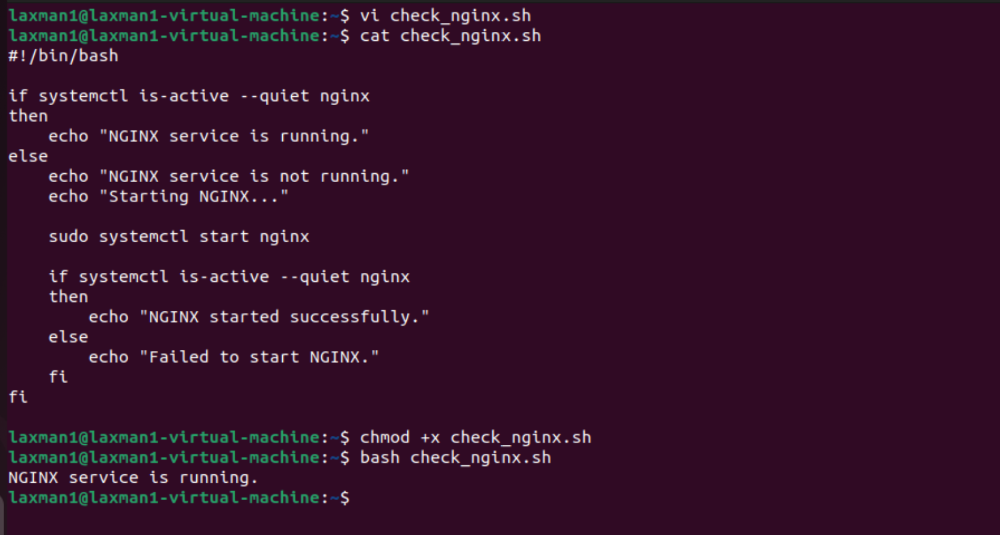 laxman1@laxman1-virtual-machine:~$ vi check_nginx.sh
laxman1@laxman1-virtual-machine:~$ cat check_nginx.sh
#!/bin/bash

if systemctl is-active --quiet nginx
then
    echo "NGINX service is running."
else
    echo "NGINX service is not running."
    echo "Starting NGINX..."

    sudo systemctl start nginx

    if systemctl is-active --quiet nginx
    then
        echo "NGINX started successfully."
    else
        echo "Failed to start NGINX."
    fi
fi

laxman1@laxman1-virtual-machine:~$ chmod +x check_nginx.sh
laxman1@laxman1-virtual-machine:~$ bash check_nginx.sh
NGINX service is running.
laxman1@laxman1-virtual-machine:~$